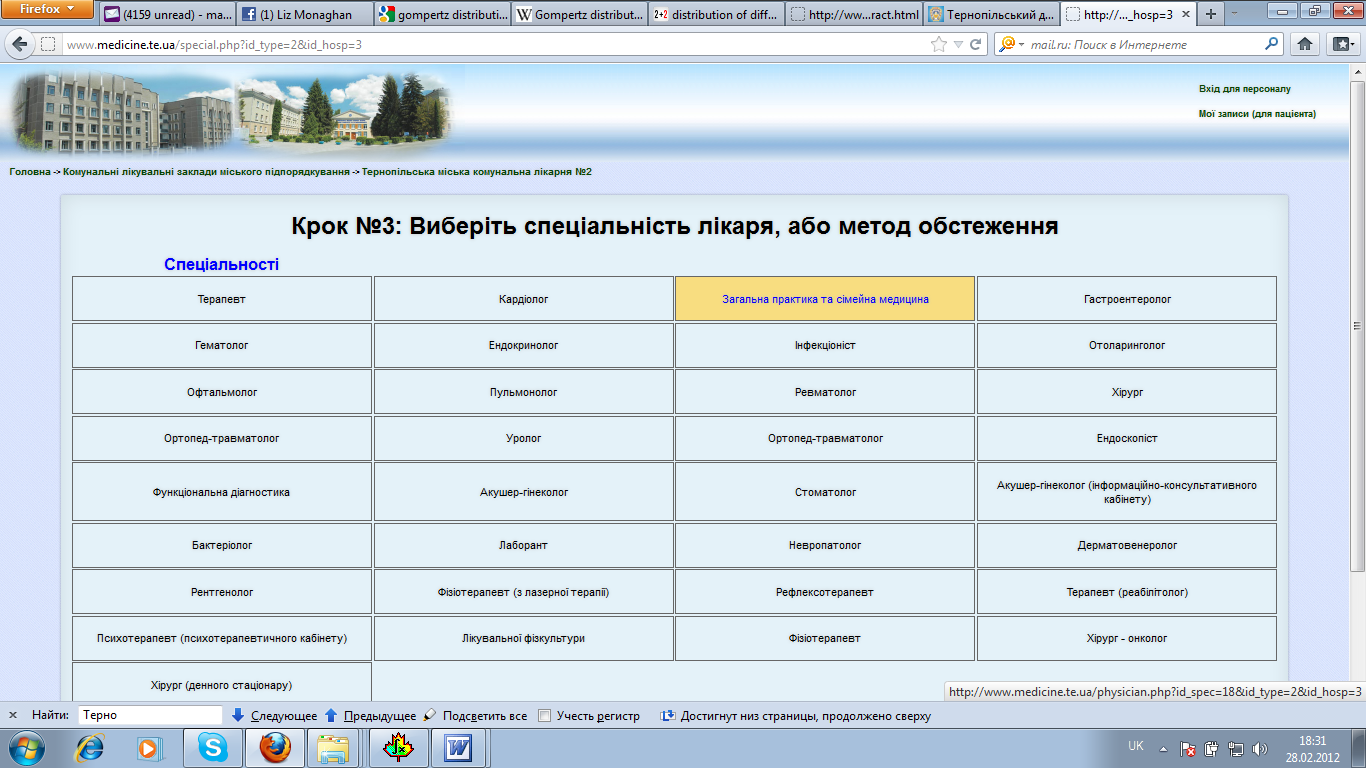 Firefox
(4159 unread) - ma...
(1) Liz Monaghan
gompertz distributi...
Gompertz distribut...
2+2 distribution of diff...
http://ww...ract.html
Тернопільський д...
http://..._hosp=3
www.medicine.te.ua/special.php?id_type=2&id_hosp=3
mail.ru: Поиск в Интернете
Вхід для персоналу
Мої записи (для пацієнта)
Головна -> Комунальні лікувальні заклади міського підпорядкування -> Тернопільська міська комунальна лікарня №2
Крок №3: Виберіть спеціальність лікаря, або метод обстеження
Спеціальності
Терапевт
Кардіолог
Загальна практика та сімейна медицина
Гастроентеролог
Гематолог
Ендокринолог
Інфекціоніст
Отоларинголог
Офтальмолог
Пульмонолог
Ревматолог
Хірург
Ортопед-травматолог
Уролог
Ортопед-травматолог
Ендоскопіст
Функціональна діагностика
Акушер-гінеколог
Стоматолог
Акушер-гінеколог (інформаційно-консультативного
кабінету)
Бактеріолог
Лаборант
Невропатолог
Дерматовенеролог
Рентгенолог
Фізіотерапевт (з лазерної терапії)
Рефлексотерапевт
Терапевт (реабілітолог)
Психотерапевт (психотерапевтичного кабінету)
Лікувальної фізкультури
Фізіотерапевт
Хірург - онколог
Хірург (денного стаціонару)
http://www.medicine.te.ua/physician.php?id_spec=18&id_type=2&id_hosp=3
Найти: Терно
Следующее
Предыдущее
Подсветить все
Учесть регистр
Достигнут низ страницы, продолжено сверху
UK
18:31
28.02.2012